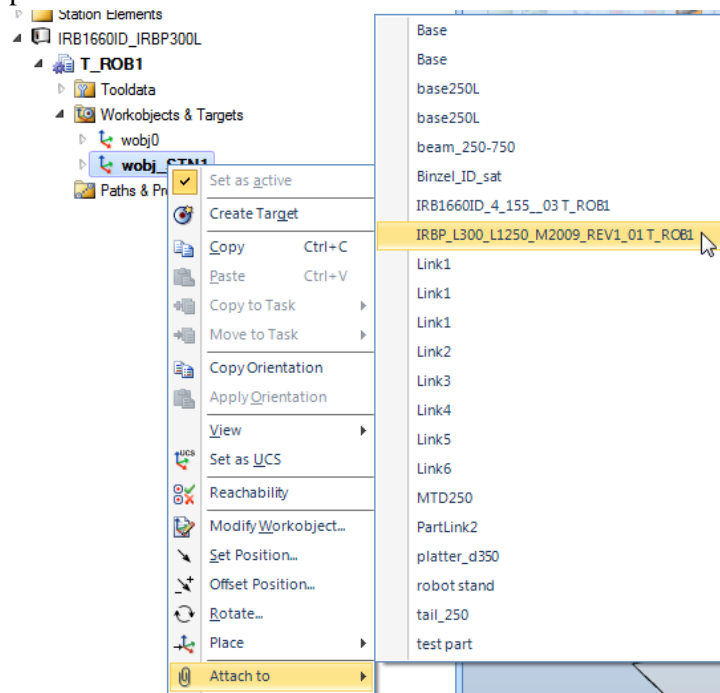 Station Elements
IRB1660ID_IRBP300L
T_ROB1
Tooldata
Workobjects & Targets
wobj0
wobj_STN1
Paths & Pr
Set as active
Create Target
Copy Ctrl+C
Paste Ctrl+V
Copy to Task
Move to Task
Copy Orientation
Apply Orientation
View
UCS
Set as UCS
Reachability
Modify Workobject...
Set Position...
Offset Position...
Rotate...
Place
Attach to
Base
Base
base250L
base250L
beam_250-750
Binzel_ID_sat
IRB1660ID_4_155__03 T_ROB1
IRBP_L300_L1250_M2009_REV1_01 T_ROB1
Link1
Link1
Link1
Link2
Link3
Link4
Link5
Link6
MTD250
PartLink2
platter_d350
robot stand
tail_250
test part